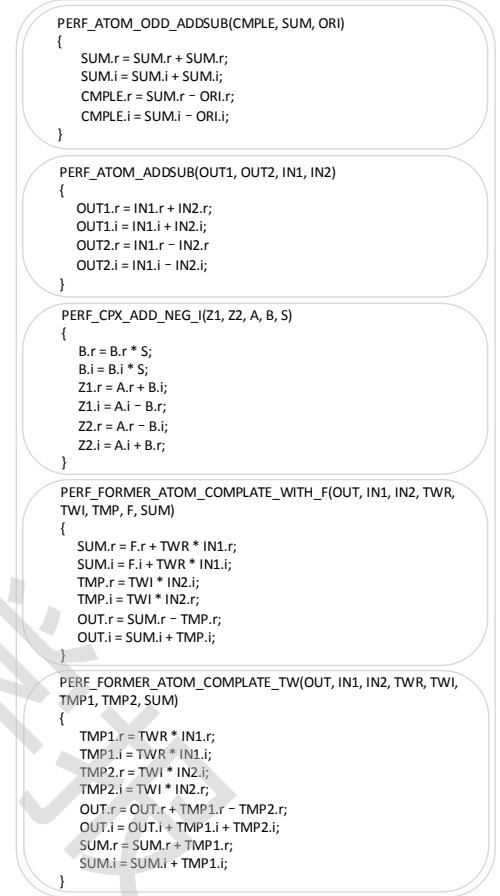 PERF_ATOM_ODD_ADDSUB(CMPLE, SUM, ORI)
{
SUM.r = SUM.r + SUM.r;
SUM.i = SUM.i + SUM.i;
CMPLE.r = SUM.r − ORI.r;
CMPLE.i = SUM.i − ORI.i;
}
PERF_ATOM_ADDSUB(OUT1, OUT2, IN1, IN2)
{
OUT1.r = IN1.r + IN2.r;
OUT1.i = IN1.i + IN2.i;
OUT2.r = IN1.r − IN2.r
OUT2.i = IN1.i − IN2.i;
}
PERF_CPX_ADD_NEG_I(Z1, Z2, A, B, S)
{
B.r = B.r * S;
B.i = B.i * S;
Z1.r = A.r + B.i;
Z1.i = A.i − B.r;
Z2.r = A.r − B.i;
Z2.i = A.i + B.r;
}
PERF_FORMER_ATOM_COMPLATE_WITH_F(OUT, IN1, IN2, TWR,
TWI, TMP, F, SUM)
{
SUM.r = F.r + TWR * IN1.r;
SUM.i = F.i + TWR * IN1.i;
TMP.r = TWI * IN2.i;
TMP.i = TWI * IN2.r;
OUT.r = SUM.r − TMP.r;
OUT.i = SUM.i + TMP.i;
}
PERF_FORMER_ATOM_COMPLATE_TW(OUT, IN1, IN2, TWR, TWI,
TMP1, TMP2, SUM)
{
TMP1.r = TWR * IN1.r;
TMP1.i = TWR * IN1.i;
TMP2.r = TWI * IN2.i;
TMP2.i = TWI * IN2.r;
OUT.r = OUT.r + TMP1.r − TMP2.r;
OUT.i = OUT.i + TMP1.i + TMP2.i;
SUM.r = SUM.r + TMP1.r;
SUM.i = SUM.i + TMP1.i;
}